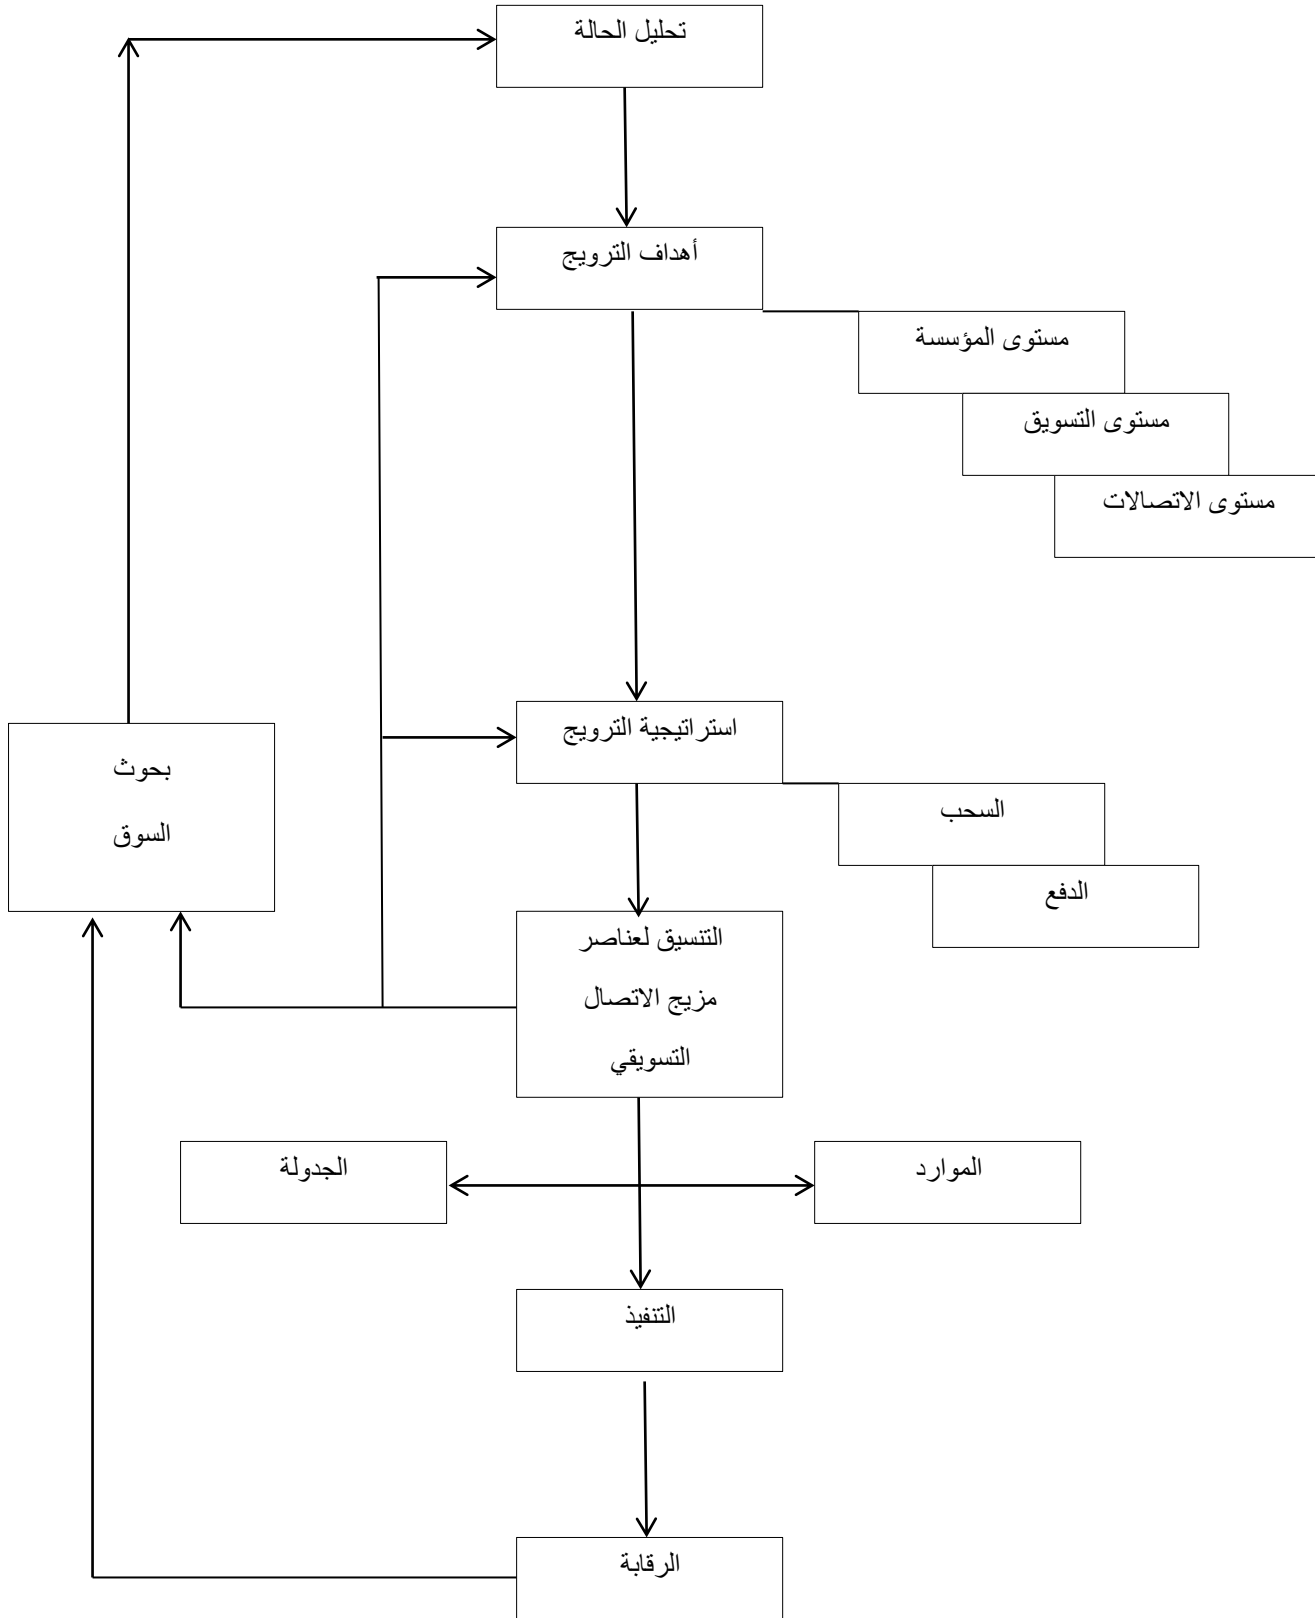 تحليل الحالة
أهداف الترويج
مستوى المؤسسة
مستوى التسويق
مستوى الاتصالات
استراتيجية الترويج
بحوث
السوق
السحب
الدفع
التنسيق لعناصر
مزيج الاتصال
التسويقي
الموارد
الجدولة
التنفيذ
الرقابة